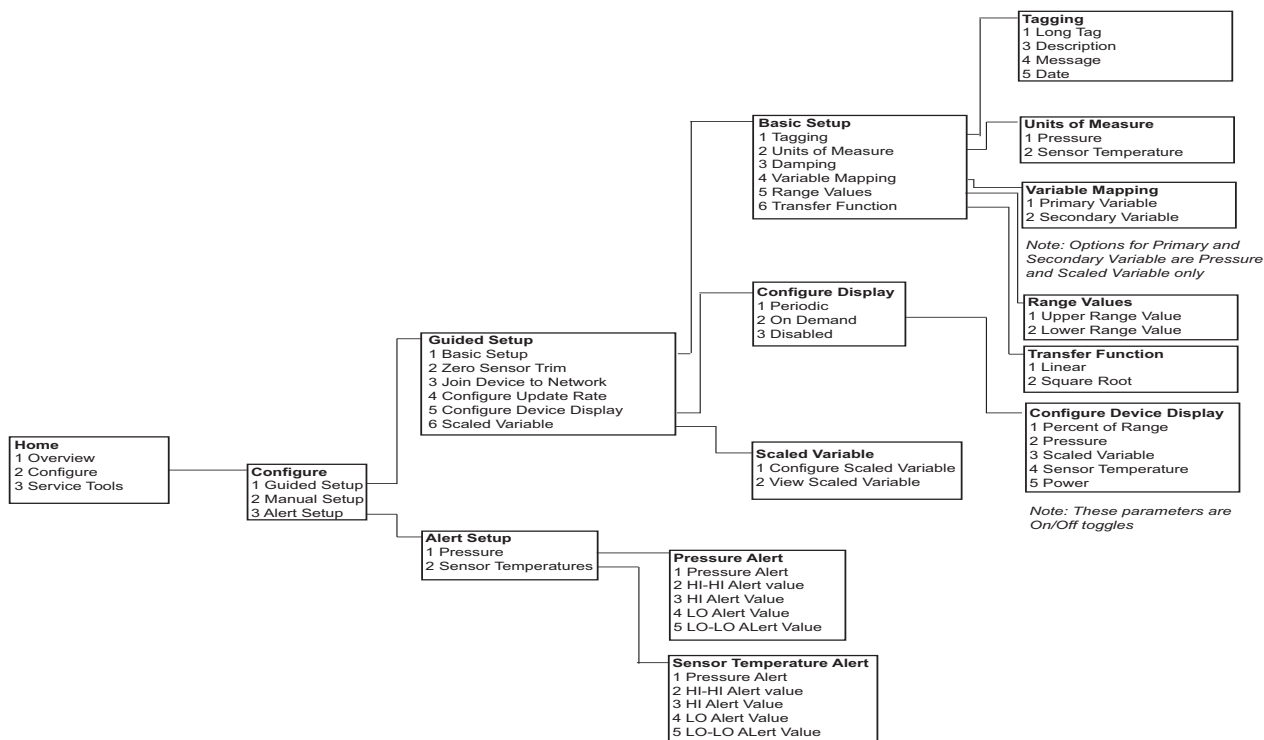 Home
1 Overview
2 Configure
3 Service Tools
Configure
1 Guided Setup
2 Manual Setup
3 Alert Setup
Guided Setup
1 Basic Setup
2 Zero Sensor Trim
3 Join Device to Network
4 Configure Update Rate
5 Configure Device Display
6 Scaled Variable
Alert Setup
1 Pressure
2 Sensor Temperatures
Basic Setup
1 Tagging
2 Units of Measure
3 Damping
4 Variable Mapping
5 Range Values
6 Transfer Function
Configure Display
1 Periodic
2 On Demand
3 Disabled
Scaled Variable
1 Configure Scaled Variable
2 View Scaled Variable
Pressure Alert
1 Pressure Alert
2 HI-HI Alert value
3 HI Alert Value
4 LO Alert Value
5 LO-LO ALert Value
Sensor Temperature Alert
1 Pressure Alert
2 HI-HI Alert value
3 HI Alert Value
4 LO Alert Value
5 LO-LO ALert Value
Tagging
1 Long Tag
3 Description
4 Message
5 Date
Units of Measure
1 Pressure
2 Sensor Temperature
Variable Mapping
1 Primary Variable
2 Secondary Variable
Note: Options for Primary and
Secondary Variable are Pressure
and Scaled Variable only
Range Values
1 Upper Range Value
2 Lower Range Value
Transfer Function
1 Linear
2 Square Root
Configure Device Display
1 Percent of Range
2 Pressure
3 Scaled Variable
4 Sensor Temperature
5 Power
Note: These parameters are
On/Off toggles